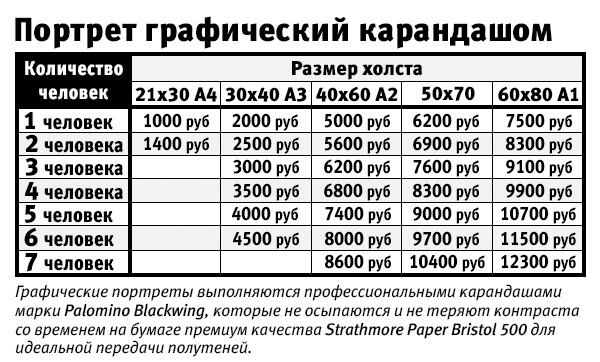 Портрет графический карандашом
Количество человек Размер холста
21х30 А4 30х40 А3 40х60 А2 50х70 60х80 А1
1 человек 1000 руб 2000 руб 5000 руб 6200 руб 7500 руб
2 человека 1400 руб 2500 руб 5600 руб 6900 руб 8300 руб
3 человека 3000 руб 6200 руб 7600 руб 9100 руб
4 человека 3500 руб 6800 руб 8300 руб 9900 руб
5 человек 4000 руб 7400 руб 9000 руб 10700 руб
6 человек 4500 руб 8000 руб 9700 руб 11500 руб
7 человек 8600 руб 10400 руб 12300 руб
Графические портреты выполняются профессиональными карандашами
марки Palomino Blackwing, которые не осыпаются и не теряют контраста
со временем на бумаге премиум качества Strathmore Paper Bristol 500 для
идеальной передачи полутеней.